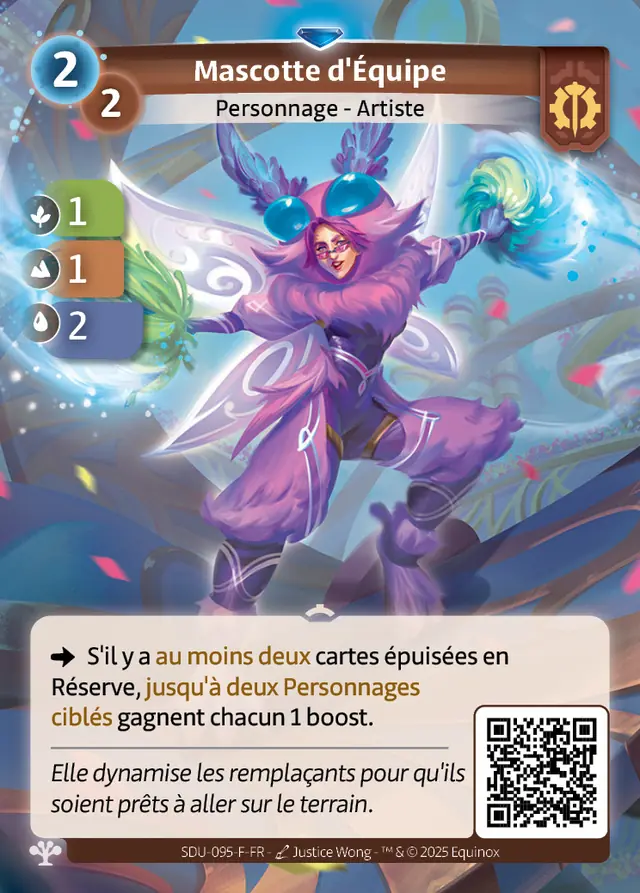 2
Mascotte d'Équipe
2
Personnage - Artiste
1
1
2
S'il y a au moins deux cartes épuisées en
Réserve, jusqu'à deux Personnages
ciblés gagnent chacun 1 boost.
Elle dynamise les remplaçants pour qu'ils
soient prêts à aller sur le terrain.
SDU-095-F-FR - Justice Wong - ™ & © 2025 Equinox